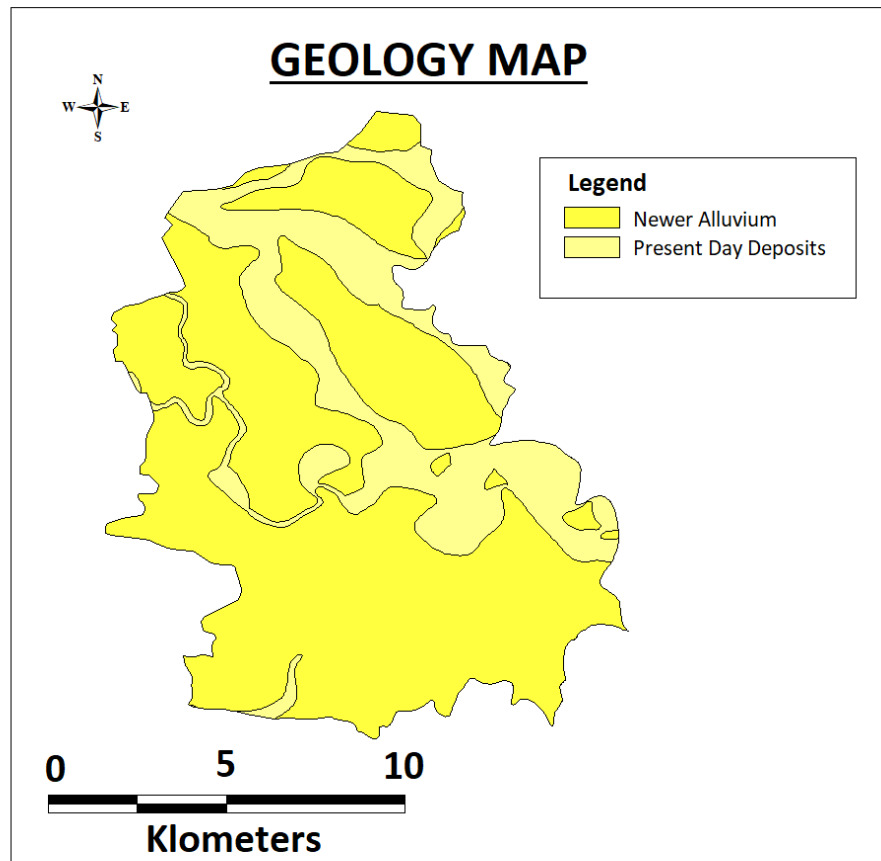 GEOLOGY MAP
N
W E
S
Legend
Newer Alluvium
Present Day Deposits
0 5 10
Klometers